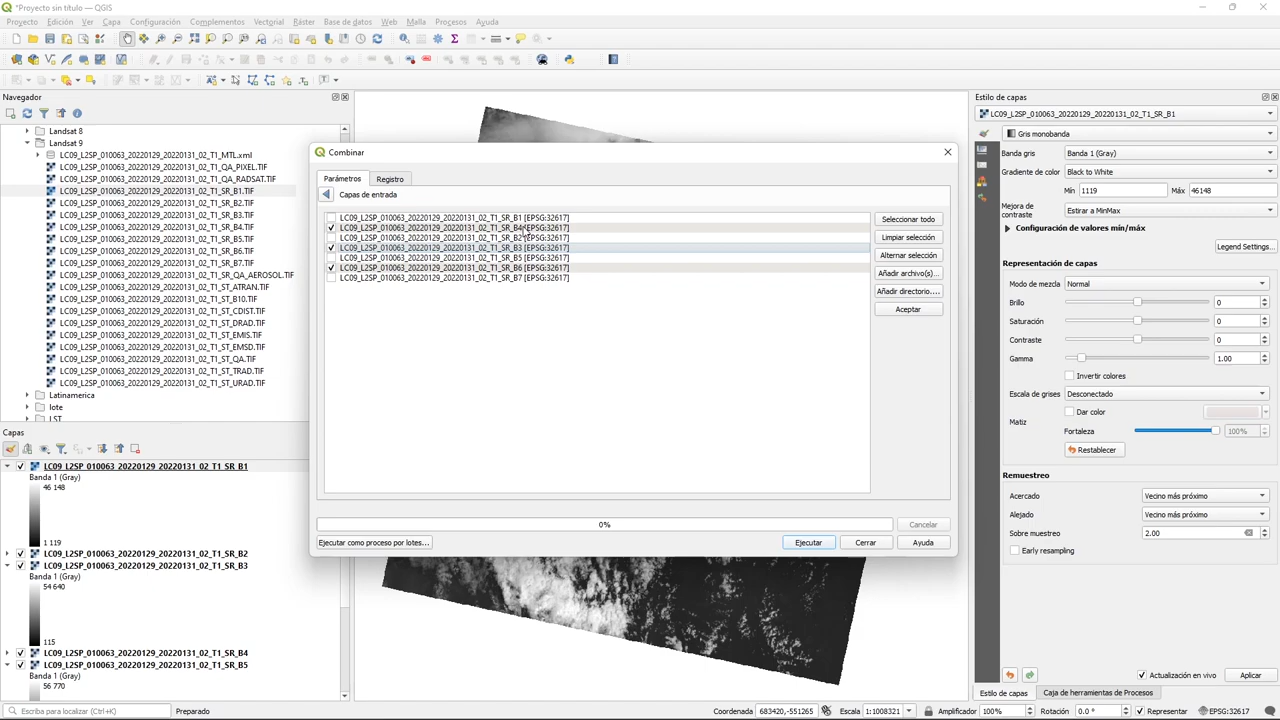 *Proyecto sin título — QGIS
Proyecto Edición Ver Capa Configuración Complementos Vectorial Ráster Base de datos Web Malla Procesos Ayuda
Navegador
Landsat 8
Landsat 9
LC09_L2SP_010063_20220129_20220131_02_T1_MTL.xml
LC09_L2SP_010063_20220129_20220131_02_T1_QA_PIXEL.TIF
LC09_L2SP_010063_20220129_20220131_02_T1_QA_RADSAT.TIF
LC09_L2SP_010063_20220129_20220131_02_T1_SR_B1.TIF
LC09_L2SP_010063_20220129_20220131_02_T1_SR_B2.TIF
LC09_L2SP_010063_20220129_20220131_02_T1_SR_B3.TIF
LC09_L2SP_010063_20220129_20220131_02_T1_SR_B4.TIF
LC09_L2SP_010063_20220129_20220131_02_T1_SR_B5.TIF
LC09_L2SP_010063_20220129_20220131_02_T1_SR_B6.TIF
LC09_L2SP_010063_20220129_20220131_02_T1_SR_B7.TIF
LC09_L2SP_010063_20220129_20220131_02_T1_SR_QA_AEROSOL.TIF
LC09_L2SP_010063_20220129_20220131_02_T1_ST_ATRAN.TIF
LC09_L2SP_010063_20220129_20220131_02_T1_ST_B10.TIF
LC09_L2SP_010063_20220129_20220131_02_T1_ST_CDIST.TIF
LC09_L2SP_010063_20220129_20220131_02_T1_ST_DRAD.TIF
LC09_L2SP_010063_20220129_20220131_02_T1_ST_EMIS.TIF
LC09_L2SP_010063_20220129_20220131_02_T1_ST_EMSD.TIF
LC09_L2SP_010063_20220129_20220131_02_T1_ST_QA.TIF
LC09_L2SP_010063_20220129_20220131_02_T1_ST_TRAD.TIF
LC09_L2SP_010063_20220129_20220131_02_T1_ST_URAD.TIF
Latinamerica
lote
LST
Capas
LC09_L2SP_010063_20220129_20220131_02_T1_SR_B1
Banda 1 (Gray)
46 148
1 119
LC09_L2SP_010063_20220129_20220131_02_T1_SR_B2
LC09_L2SP_010063_20220129_20220131_02_T1_SR_B3
Banda 1 (Gray)
54 640
115
LC09_L2SP_010063_20220129_20220131_02_T1_SR_B4
LC09_L2SP_010063_20220129_20220131_02_T1_SR_B5
Banda 1 (Gray)
56 770
Combinar
Parámetros Registro
Capas de entrada
LC09_L2SP_010063_20220129_20220131_02_T1_SR_B1 [EPSG:32617]
LC09_L2SP_010063_20220129_20220131_02_T1_SR_B4 [EPSG:32617]
LC09_L2SP_010063_20220129_20220131_02_T1_SR_B2 [EPSG:32617]
LC09_L2SP_010063_20220129_20220131_02_T1_SR_B3 [EPSG:32617]
LC09_L2SP_010063_20220129_20220131_02_T1_SR_B5 [EPSG:32617]
LC09_L2SP_010063_20220129_20220131_02_T1_SR_B6 [EPSG:32617]
LC09_L2SP_010063_20220129_20220131_02_T1_SR_B7 [EPSG:32617]
Seleccionar todo
Limpiar selección
Alternar selección
Añadir archivo(s)...
Añadir directorio....
Aceptar
0%
Cancelar
Ejecutar como proceso por lotes...
Ejecutar
Cerrar
Ayuda
Estilo de capas
LC09_L2SP_010063_20220129_20220131_02_T1_SR_B1
Gris monobanda
Banda gris Banda 1 (Gray)
Gradiente de color Black to White
Mín 1119 Máx 46148
Mejora de contraste Estirar a MinMax
Configuración de valores mín/máx
Legend Settings...
Representación de capas
Modo de mezcla Normal
Brillo 0
Saturación 0
Contraste 0
Gamma 1.00
Invertir colores
Escala de grises Desconectado
Dar color
Matiz
Fortaleza 100%
Restablecer
Remuestreo
Acercado Vecino más próximo
Alejado Vecino más próximo
Sobre muestreo 2.00
Early resampling
Actualización en vivo Aplicar
Estilo de capas Caja de herramientas de Procesos
Escriba para localizar (Ctrl+K) Preparado Coordenada 683420,-551265 Escala 1:1008321 Amplificador 100% Rotación 0.0 ° Representar EPSG:32617